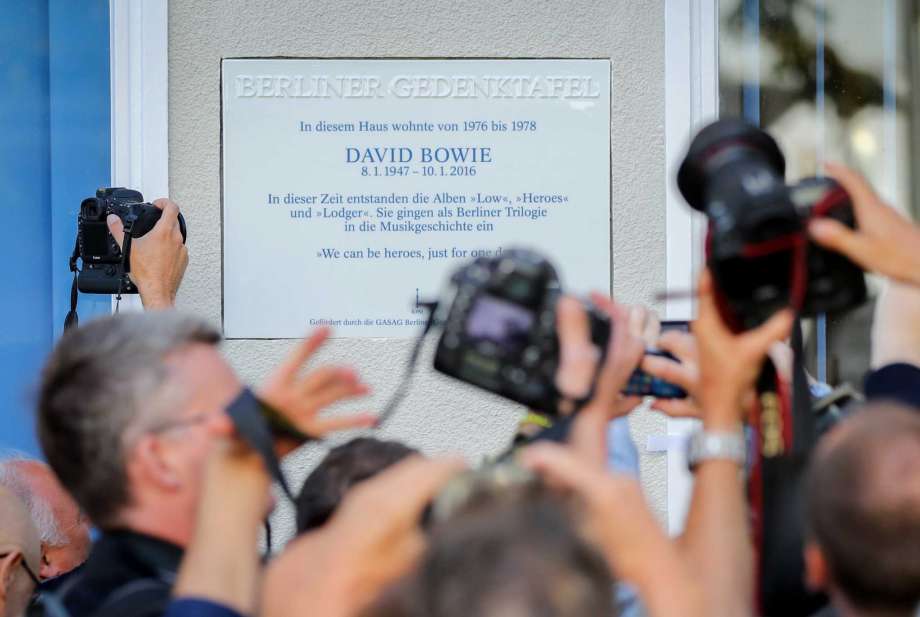 BERLINER GEDENKTAFEL
In diesem Haus wohnte von 1976 bis 1978
DAVID BOWIE
8. 1. 1947 – 10. 1. 2016
In dieser Zeit entstanden die Alben »Low«, »Heroes«
und »Lodger«. Sie gingen als Berliner Trilogie
in die Musikgeschichte ein
»We can be heroes, just for one
Gefördert durch die GASAG